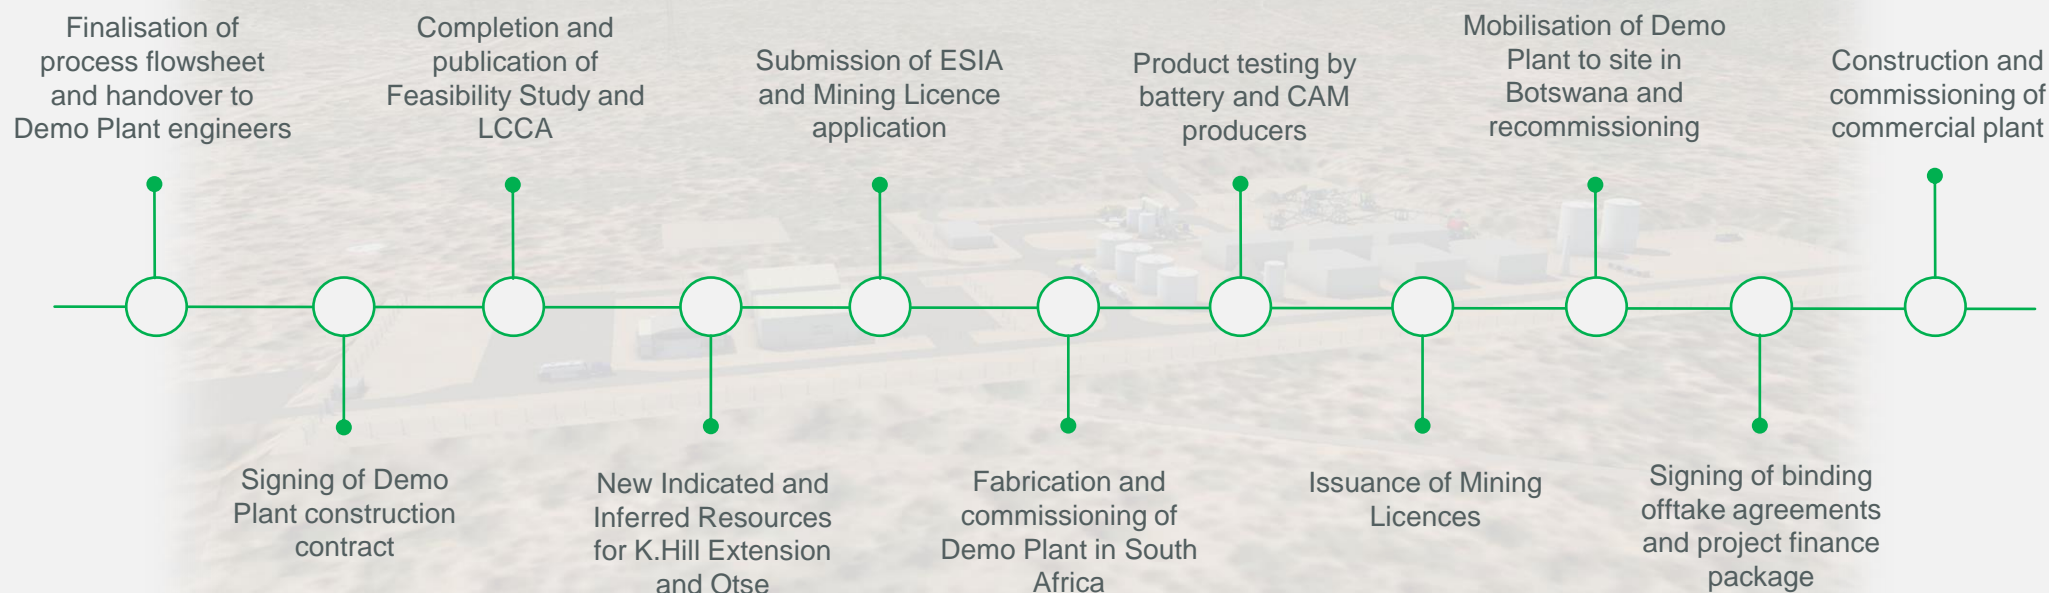 Finalisation of
process flowsheet
and handover to
Demo Plant engineers
Signing of Demo
Plant construction
contract
Completion and
publication of
Feasibility Study and
LCCA
New Indicated and
Inferred Resources
for K.Hill Extension
and Otse
Submission of ESIA
and Mining Licence
application
Fabrication and
commissioning of
Demo Plant in South
Africa
Product testing by
battery and CAM
producers
Issuance of Mining
Licences
Mobilisation of Demo
Plant to site in
Botswana and
recommissioning
Signing of binding
offtake agreements
and project finance
package
Construction and
commissioning of
commercial plant